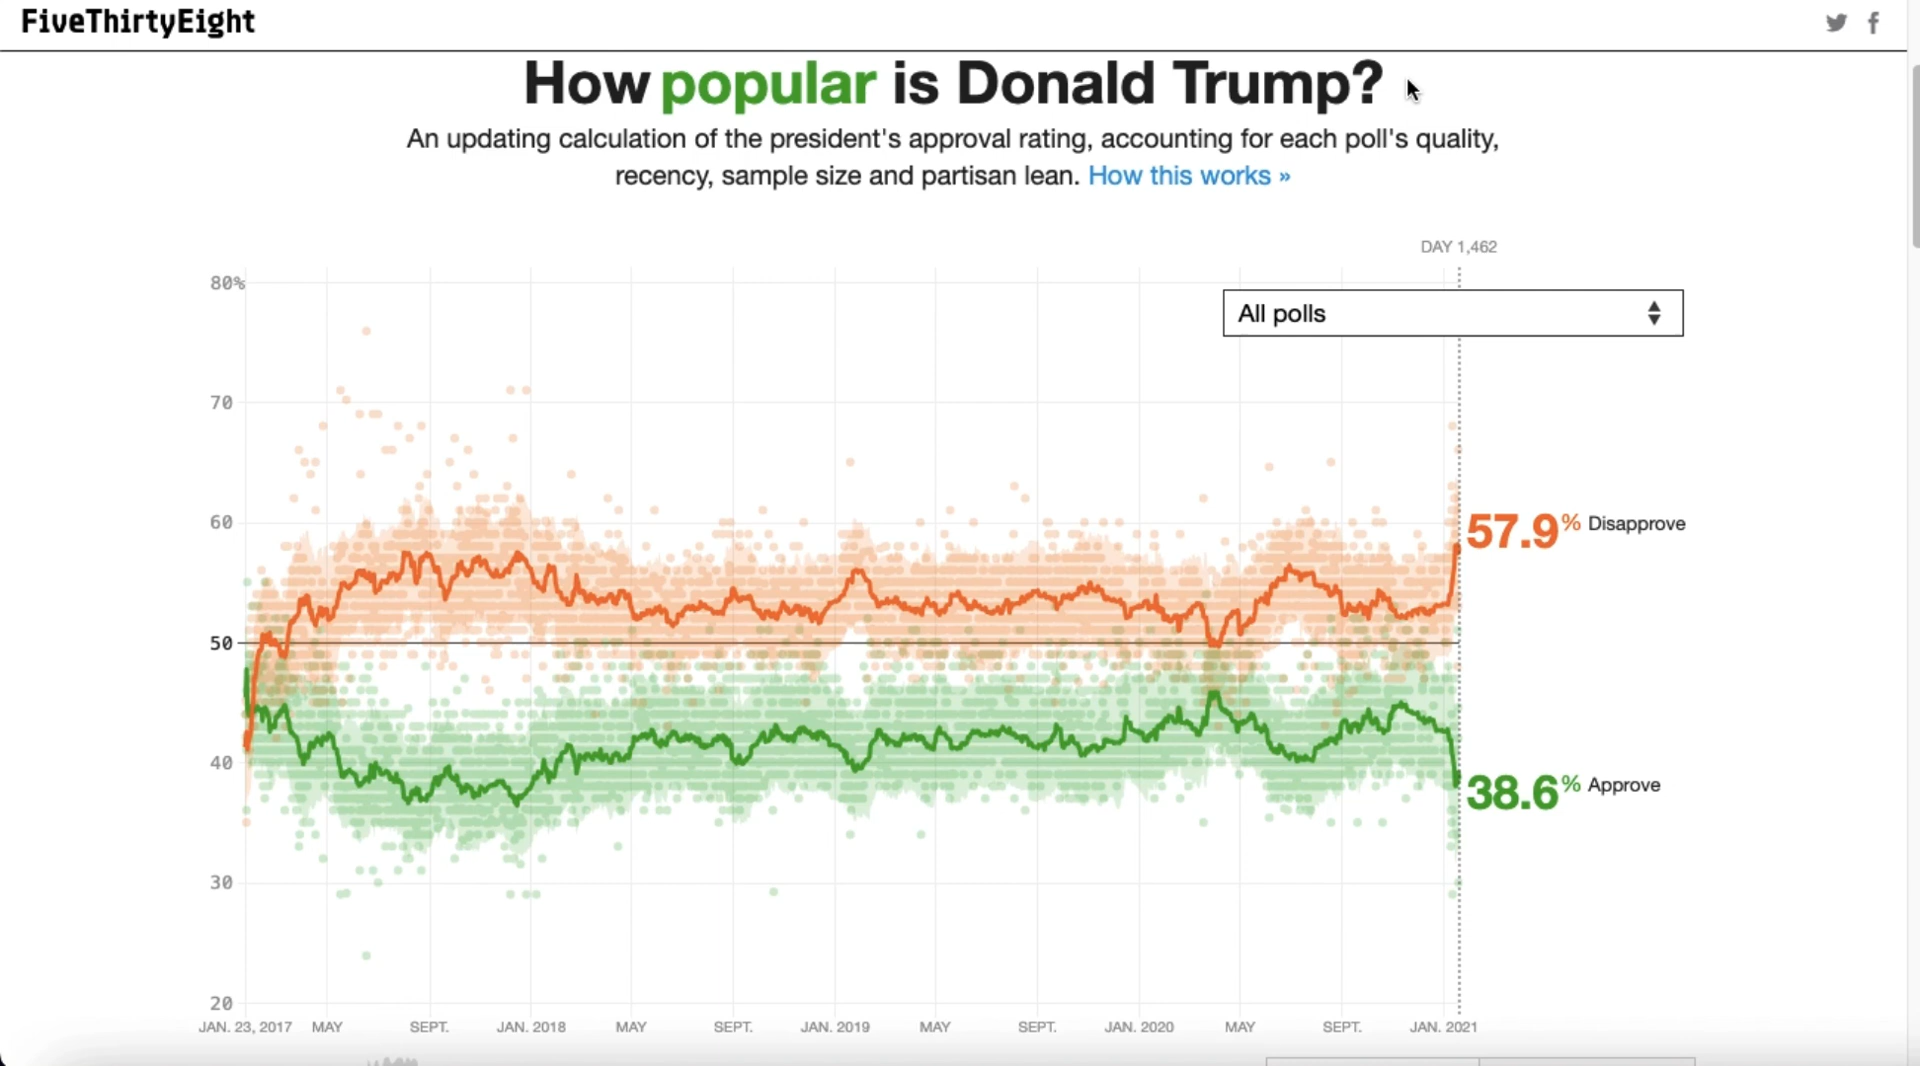 FiveThirtyEight
How popular is Donald Trump?
An updating calculation of the president's approval rating, accounting for each poll's quality,
recency, sample size and partisan lean. How this works »
DAY 1,462
80%
All polls
70
60
57.9% Disapprove
50
40
38.6% Approve
30
20
JAN. 23, 2017 MAY SEPT. JAN. 2018 MAY SEPT. JAN. 2019 MAY SEPT. JAN. 2020 MAY SEPT. JAN. 2021